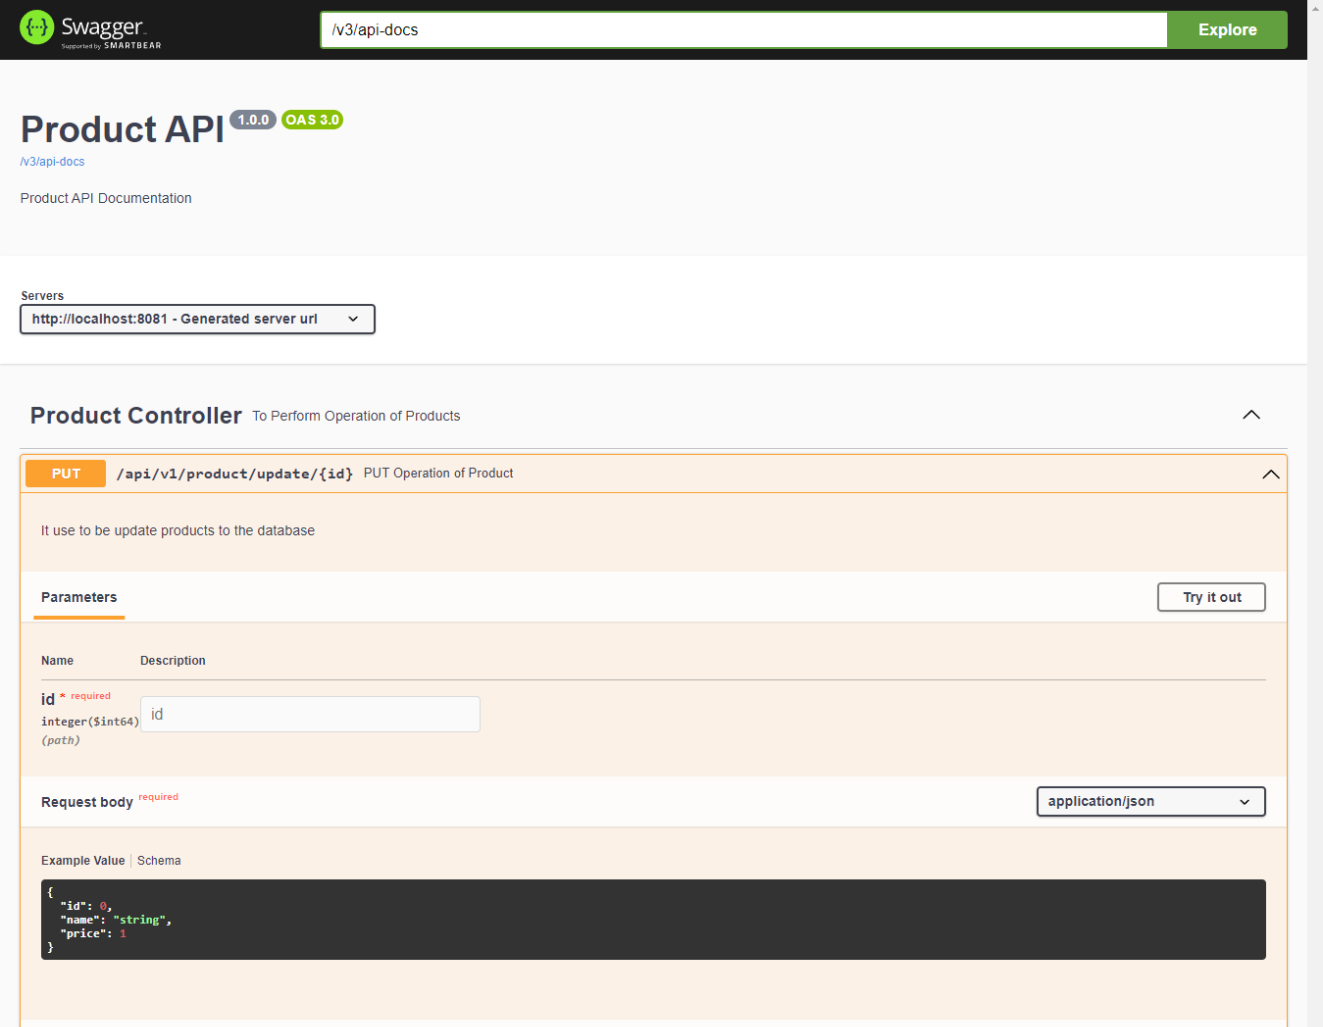 Swagger
Supported by SMARTBEAR
/v3/api-docs
Explore
Product API 1.0.0 OAS 3.0
/v3/api-docs
Product API Documentation
Servers
http://localhost:8081 - Generated server url
Product Controller To Perform Operation of Products
PUT /api/v1/product/update/{id} PUT Operation of Product
It use to be update products to the database
Parameters
Try it out
Name Description
id * required
integer($int64)
(path)
id
Request body required
application/json
Example Value | Schema
{
  "id": 0,
  "name": "string",
  "price": 1
}